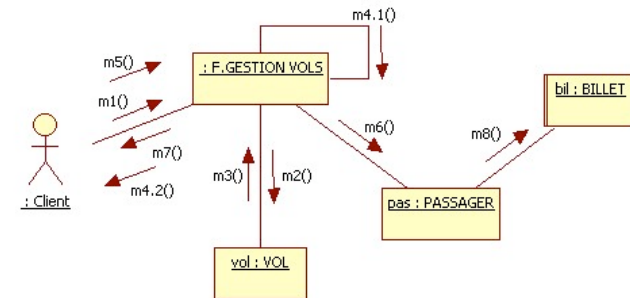 m4.1()
m5()
: F.GESTION VOLS
m1()
bil : BILLET
m6()
m8()
m7()
m3()
m2()
m4.2()
: Client
pas : PASSAGER
vol : VOL